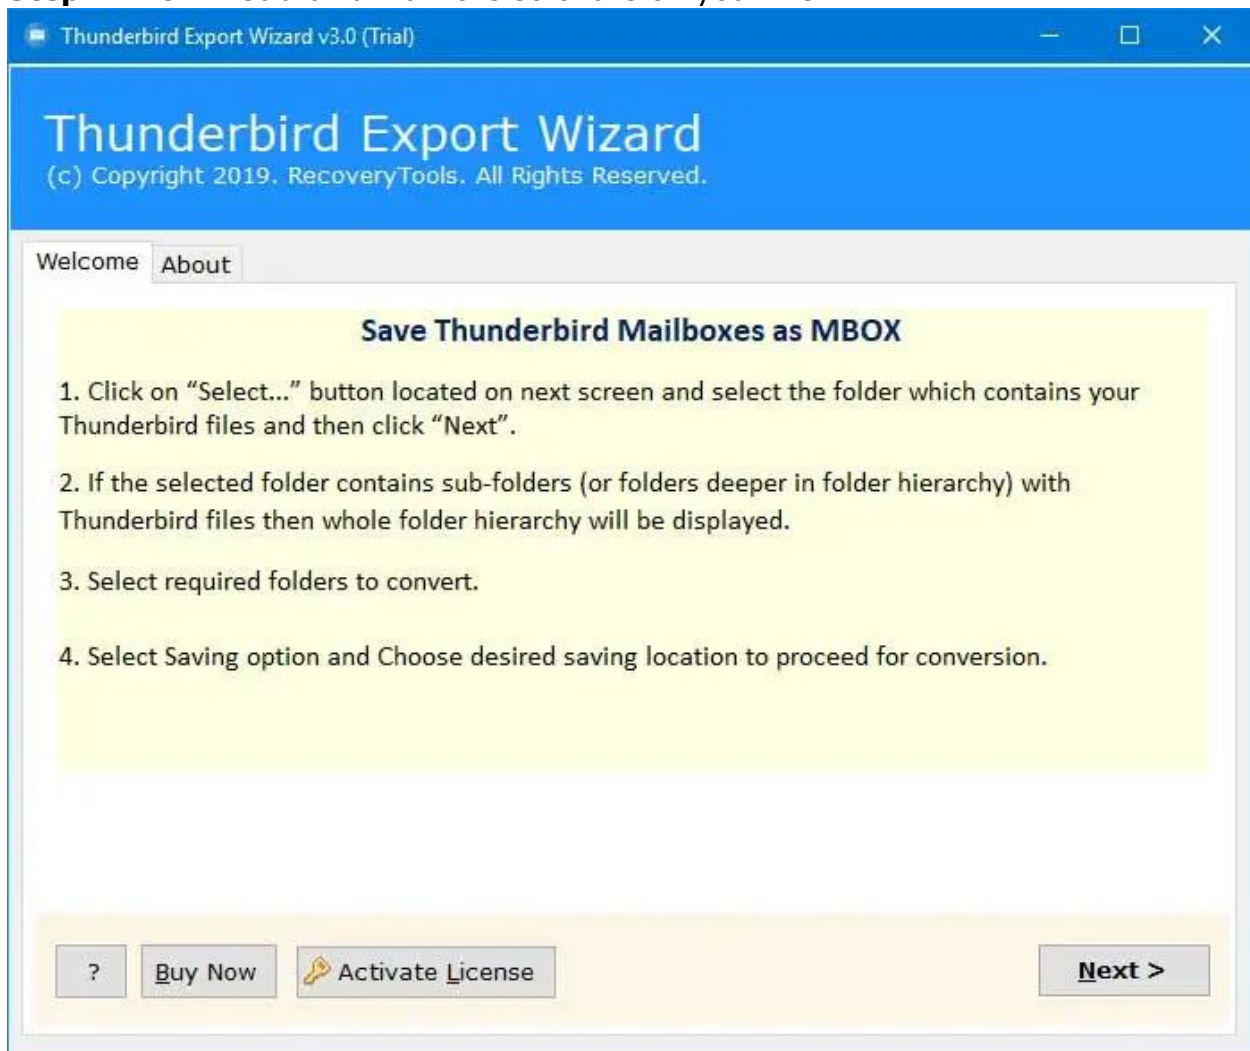 Thunderbird Export Wizard v3.0 (Trial)
Thunderbird Export Wizard
(c) Copyright 2019. RecoveryTools. All Rights Reserved.
Welcome About
Save Thunderbird Mailboxes as MBOX
1. Click on “Select...” button located on next screen and select the folder which contains your
Thunderbird files and then click “Next”.
2. If the selected folder contains sub-folders (or folders deeper in folder hierarchy) with
Thunderbird files then whole folder hierarchy will be displayed.
3. Select required folders to convert.
4. Select Saving option and Choose desired saving location to proceed for conversion.
? Buy Now Activate License Next >